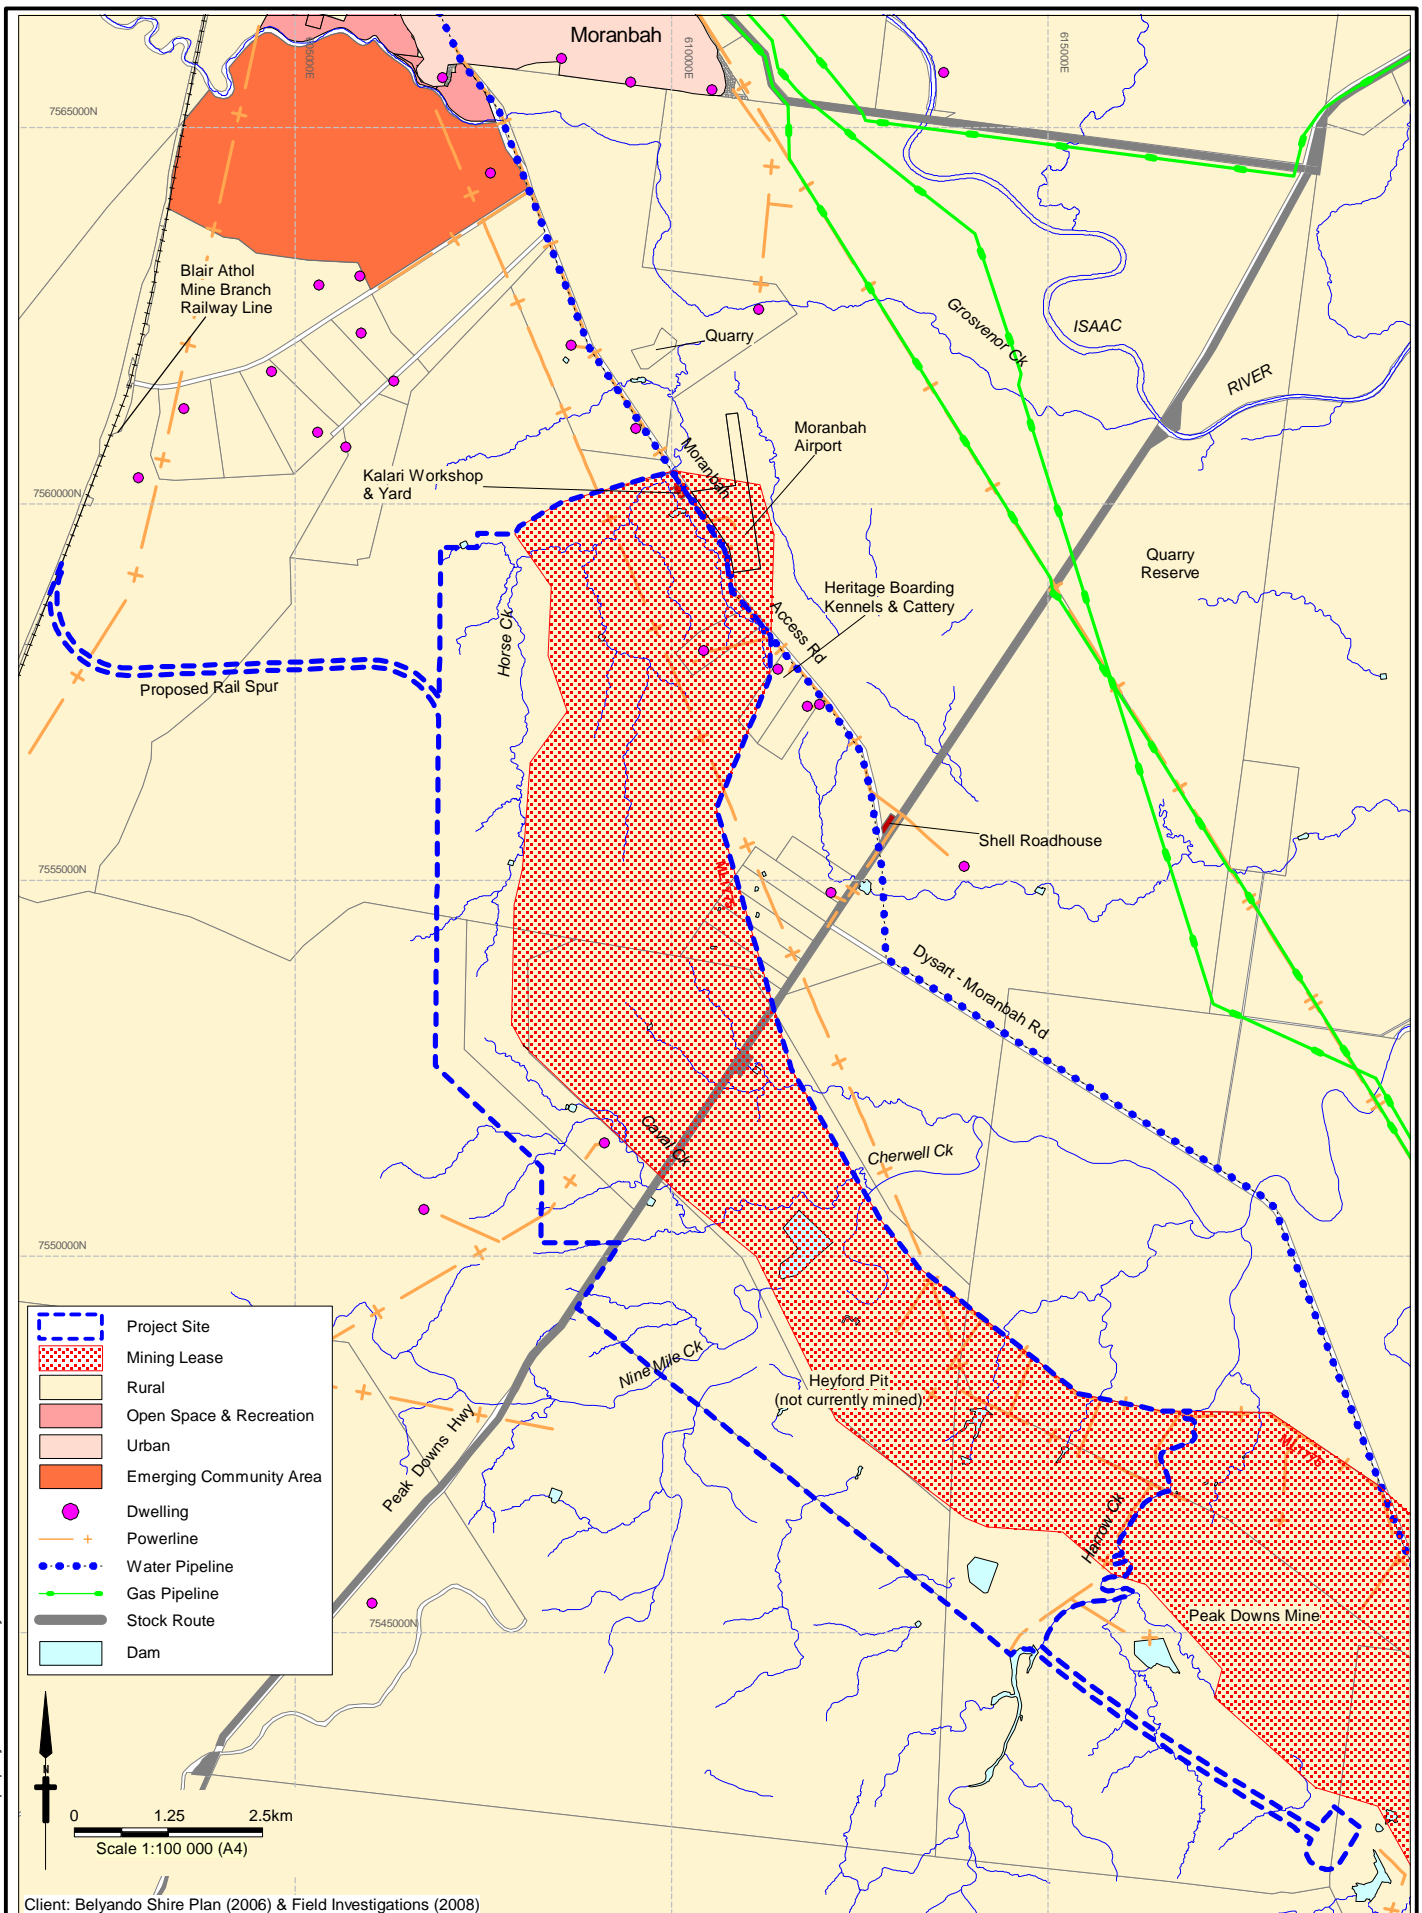 Moranbah
605000E
610000E
615000E
7565000N
Blair Athol
Mine Branch
Railway Line
Quarry
Grosvenor Ck
ISAAC
RIVER
Moranbah
Airport
Kalari Workshop
& Yard
Moranbah
Access Rd
7560000N
Quarry
Reserve
Heritage Boarding
Kennels & Cattery
Horse Ck
Proposed Rail Spur
Shell Roadhouse
ML1775
7555000N
Dysart - Moranbah Rd
Caval Ck
Cherwell Ck
7550000N
Nine Mile Ck
Heyford Pit
(not currently mined)
Peak Downs Hwy
ML1775
Harrow Ck
Peak Downs Mine
7545000N
Project Site
Mining Lease
Rural
Open Space & Recreation
Urban
Emerging Community Area
Dwelling
Powerline
Water Pipeline
Gas Pipeline
Stock Route
Dam
N
0 1.25 2.5km
Scale 1:100 000 (A4)
Client: Belyando Shire Plan (2006) & Field Investigations (2008)